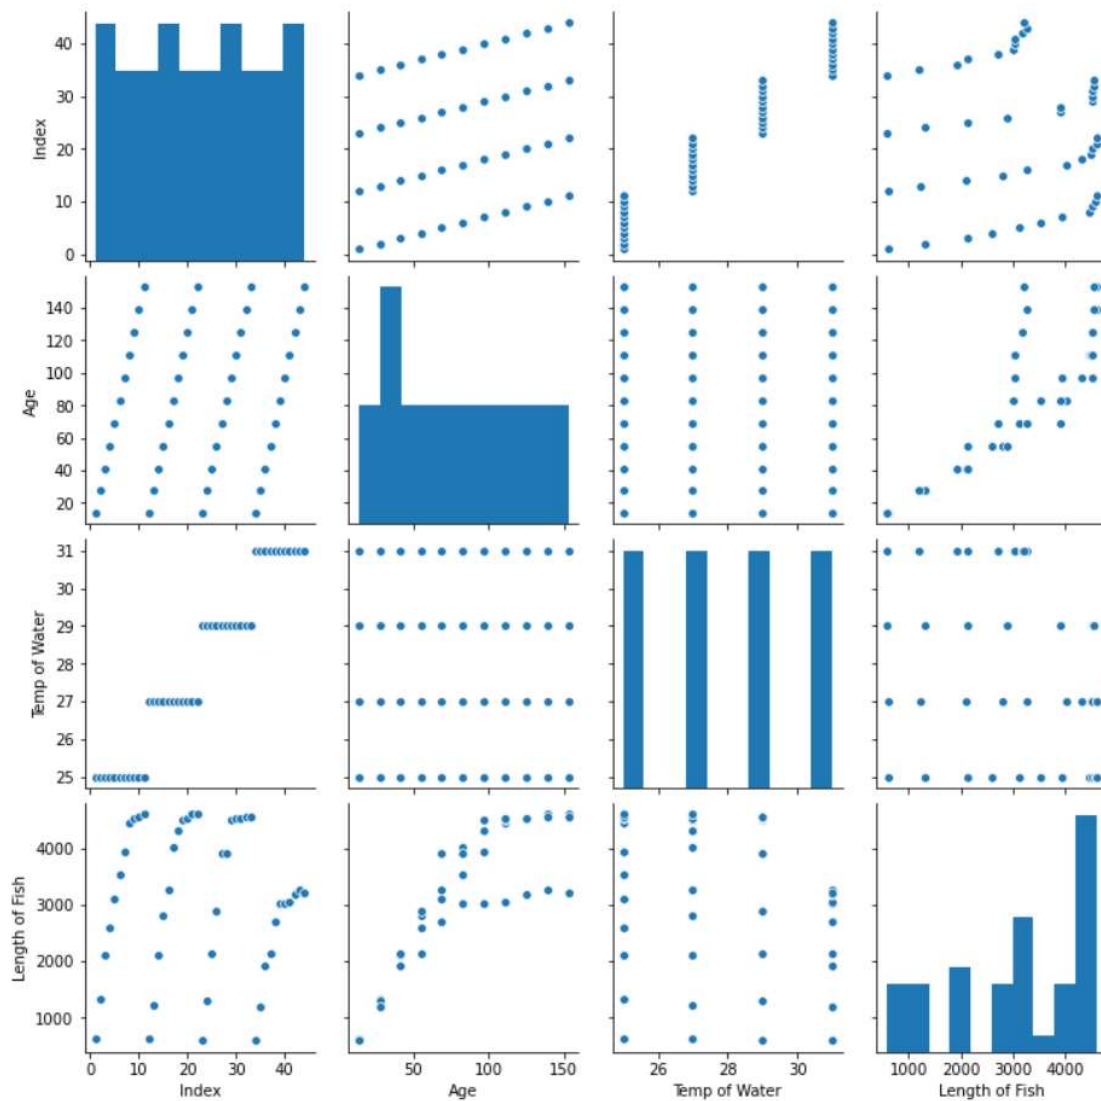 40
30
20
10
0
Index
140
120
100
80
60
40
20
Age
31
30
29
28
27
26
25
Temp of Water
4000
3000
2000
1000
Length of Fish
0 10 20 30 40
50 100 150
26 28 30
1000 2000 3000 4000
Index Age Temp of Water Length of Fish